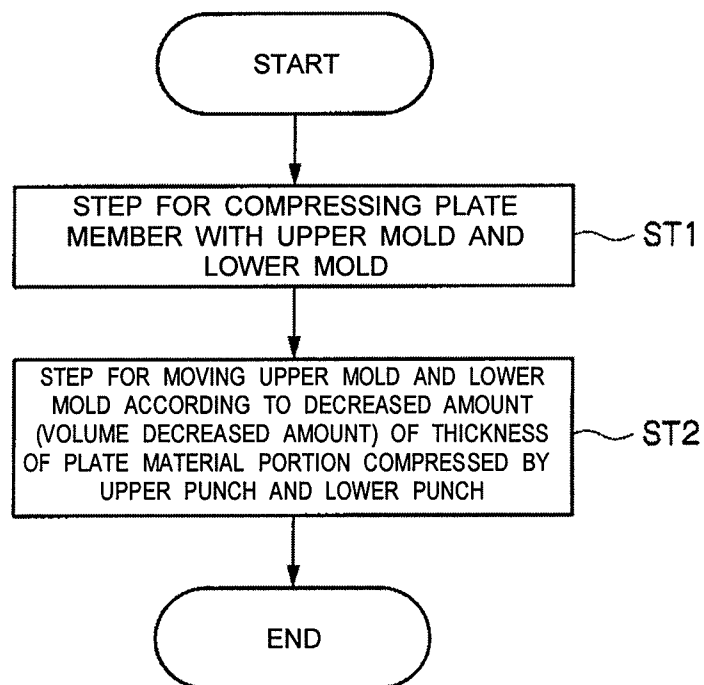 START
STEP FOR COMPRESSING PLATE
MEMBER WITH UPPER MOLD AND
LOWER MOLD
ST1
STEP FOR MOVING UPPER MOLD AND LOWER
MOLD ACCORDING TO DECREASED AMOUNT
(VOLUME DECREASED AMOUNT) OF THICKNESS
OF PLATE MATERIAL PORTION COMPRESSED BY
UPPER PUNCH AND LOWER PUNCH
ST2
END